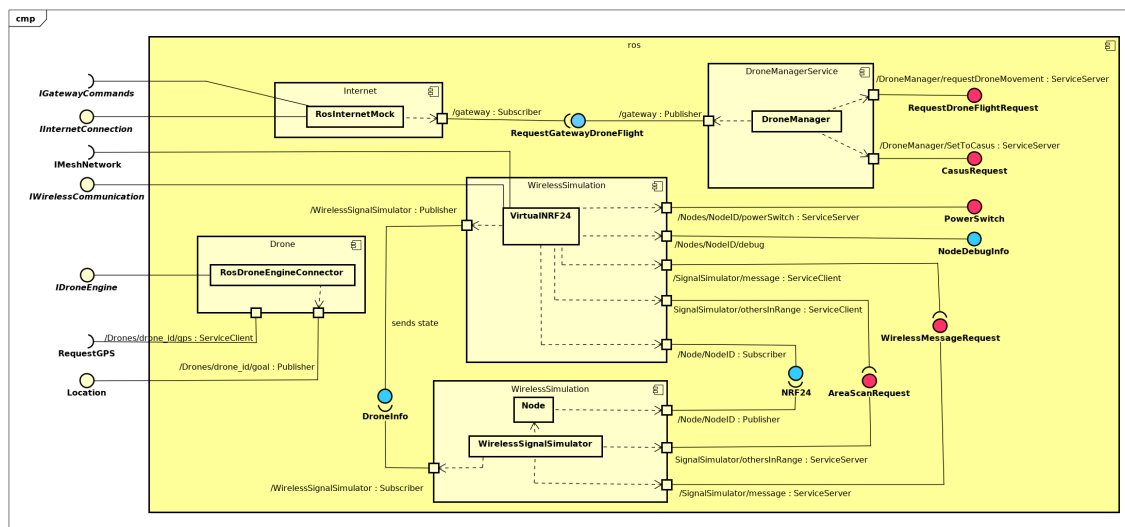 cmp
ros
IGatewayCommands
IInternetConnection
IMeshNetwork
IWirelessCommunication
IDroneEngine
RequestGPS
Location
Internet
RosInternetMock
/gateway : Subscriber
RequestGatewayDroneFlight
/gateway : Publisher
DroneManagerService
DroneManager
/DroneManager/requestDroneMovement : ServiceServer
RequestDroneFlightRequest
/DroneManager/SetToCasus : ServiceServer
CasusRequest
WirelessSimulation
VirtualNRF24
/WirelessSignalSimulator : Publisher
/Nodes/NodeID/powerSwitch : ServiceServer
PowerSwitch
/Nodes/NodeID/debug
NodeDebugInfo
/SignalSimulator/message : ServiceClient
SignalSimulator/othersInRange : ServiceClient
WirelessMessageRequest
/Node/NodeID : Subscriber
Drone
RosDroneEngineConnector
/Drones/drone_id/gps : ServiceClient
/Drones/drone_id/goal : Publisher
sends state
DroneInfo
NRF24
AreaScanRequest
WirelessSimulation
Node
WirelessSignalSimulator
/Node/NodeID : Publisher
SignalSimulator/othersInRange : ServiceServer
/WirelessSignalSimulator : Subscriber
/SignalSimulator/message : ServiceServer